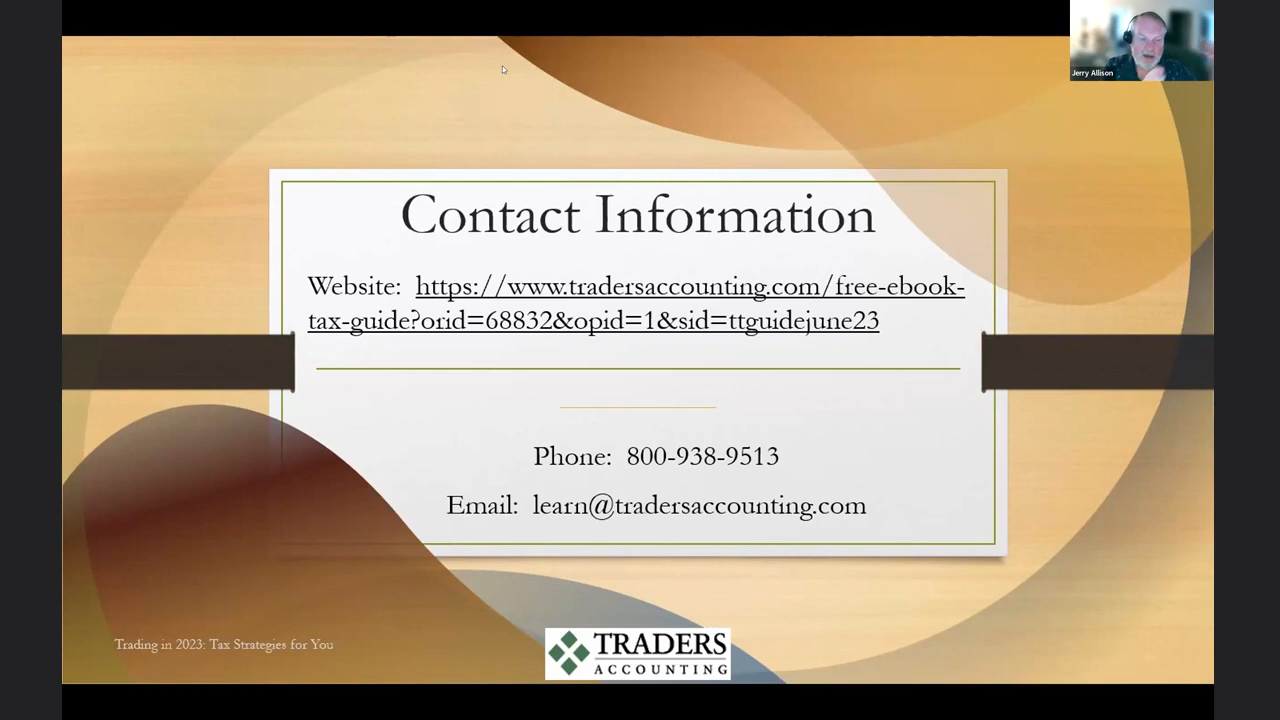 Jerry Allison
Contact Information
Website: https://www.tradersaccounting.com/free-ebook-
tax-guide?orid=68832&opid=1&sid=ttguidejune23
Phone: 800-938-9513
Email: learn@tradersaccounting.com
Trading in 2023: Tax Strategies for You
TRADERS
ACCOUNTING